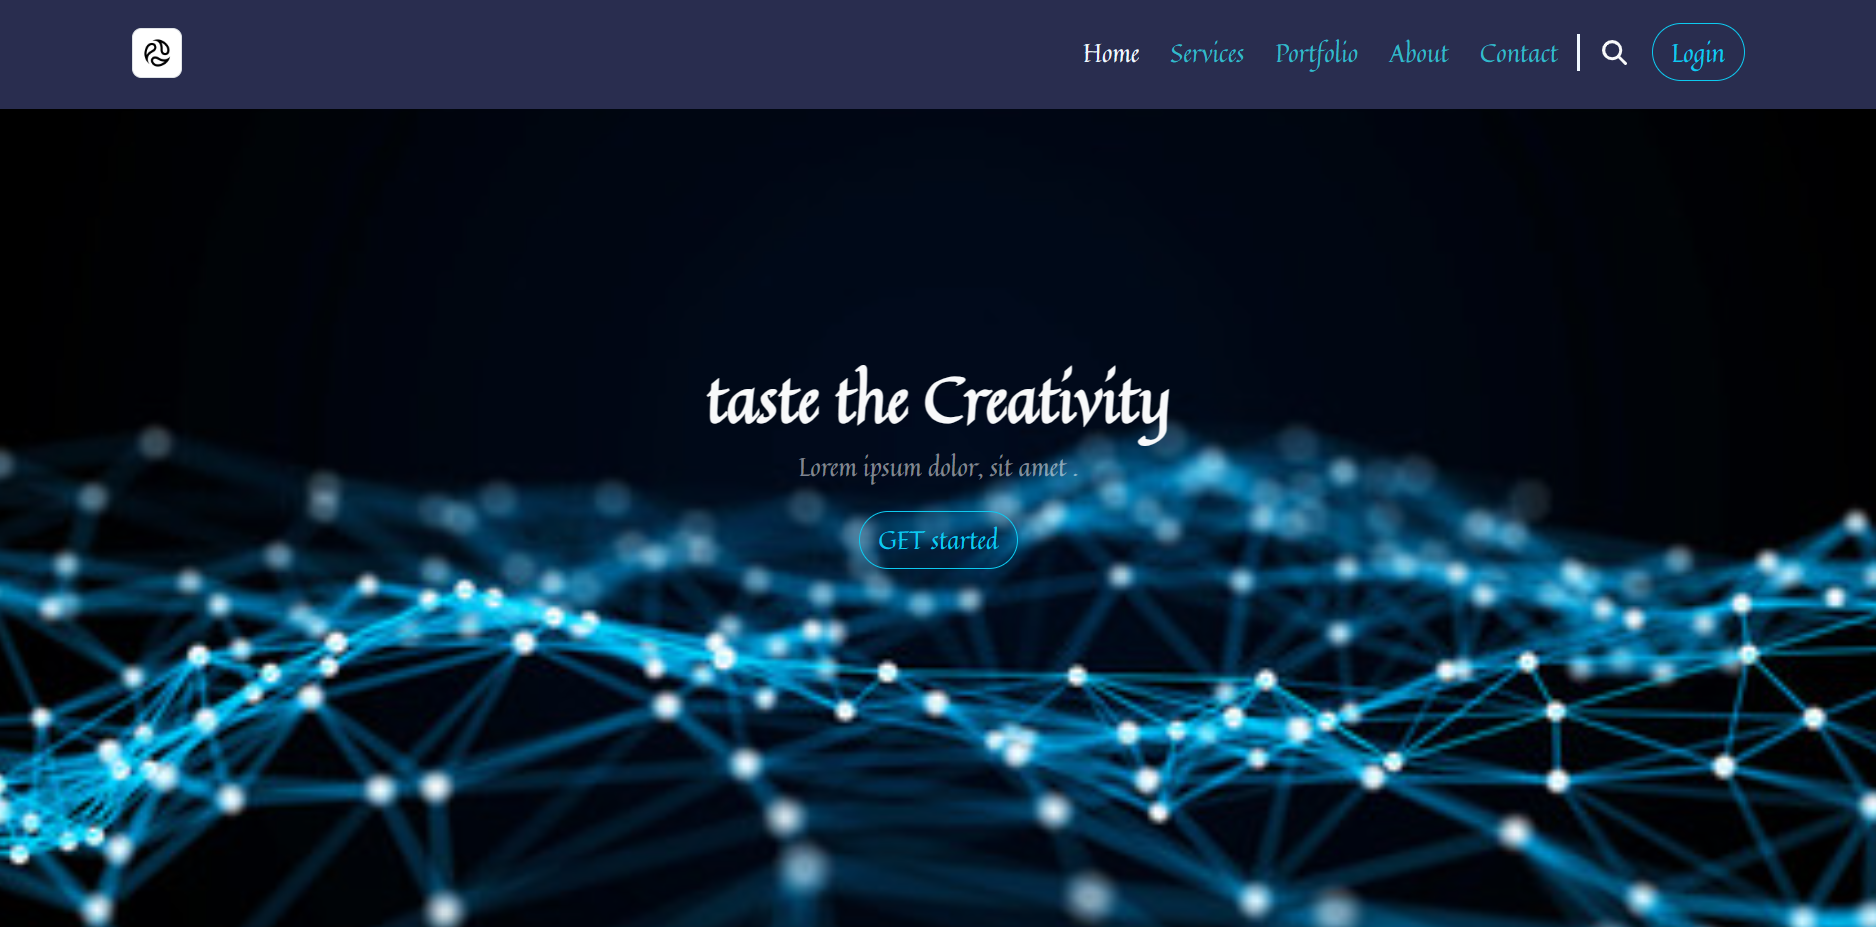 Home Services Portfolio About Contact Login
taste the Creativity
Lorem ipsum dolor, sit amet .
GET started